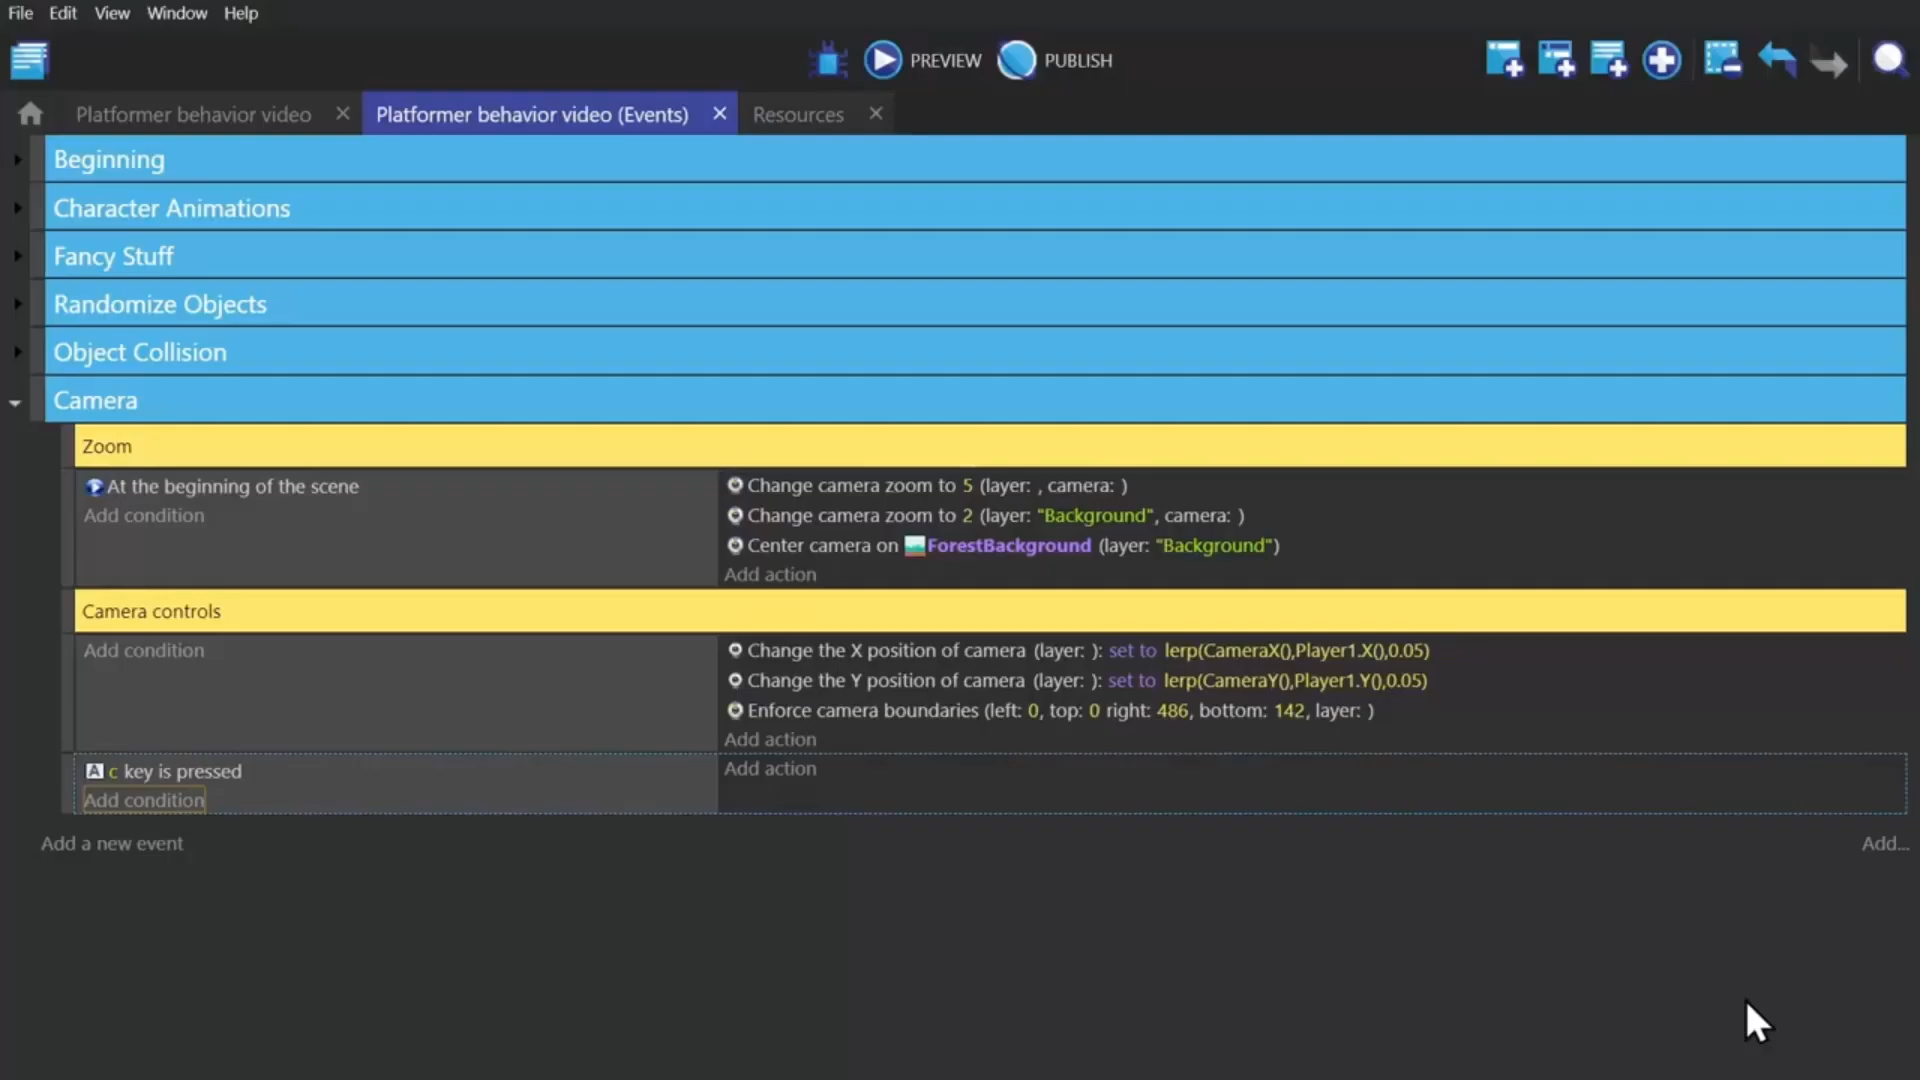 File Edit View Window Help
PREVIEW PUBLISH
Platformer behavior video Platformer behavior video (Events) Resources
Beginning
Character Animations
Fancy Stuff
Randomize Objects
Object Collision
Camera
Zoom
At the beginning of the scene
Add condition
Change camera zoom to 5 (layer: , camera: )
Change camera zoom to 2 (layer: "Background", camera: )
Center camera on ForestBackground (layer: "Background")
Add action
Camera controls
Add condition
Change the X position of camera (layer: ): set to lerp(CameraX(),Player1.X(),0.05)
Change the Y position of camera (layer: ): set to lerp(CameraY(),Player1.Y(),0.05)
Enforce camera boundaries (left: 0, top: 0 right: 486, bottom: 142, layer: )
Add action
A c key is pressed
Add condition
Add action
Add a new event
Add...